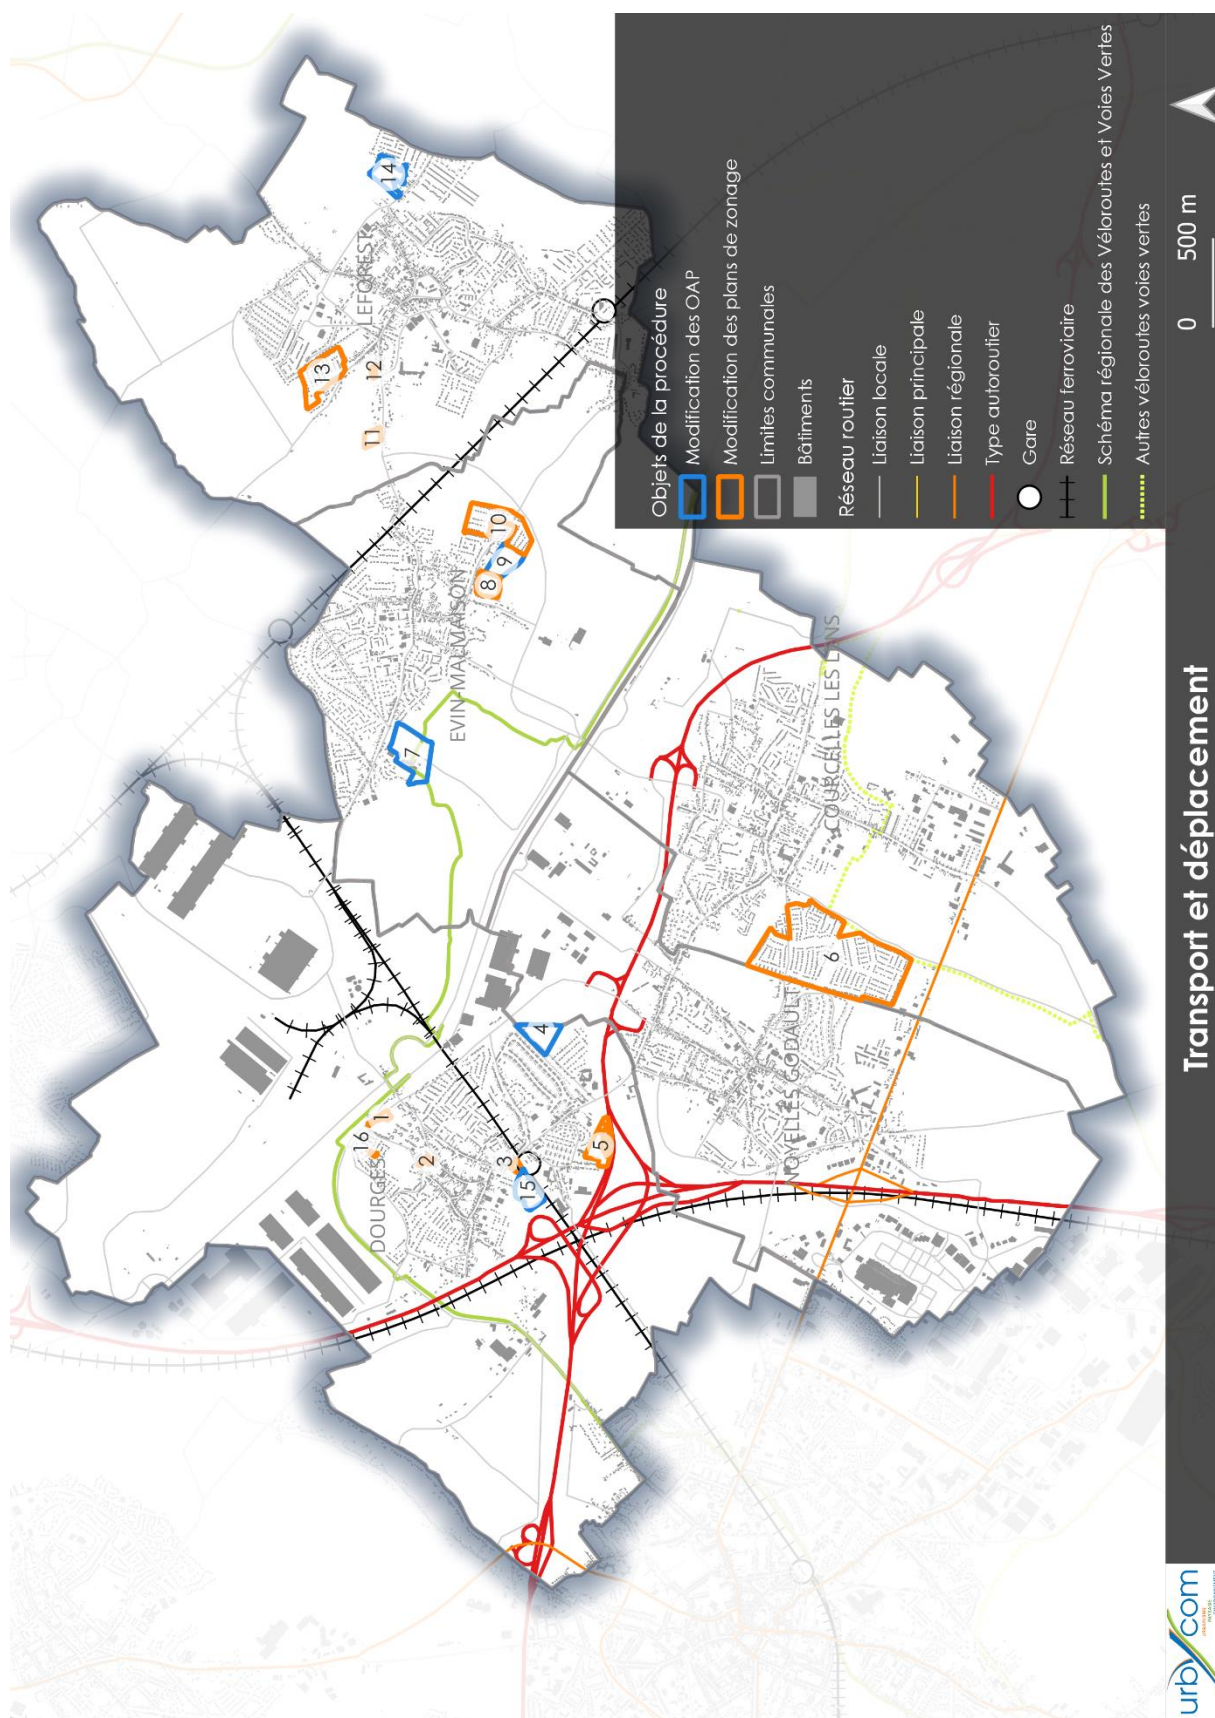 LEFOREST
14
13
12
11
EVIN-MALMAISON
10
9
8
7
COURCELLES LES LENS
6
NOYELLES GODAULT
4
5
DOURGES
16
1
2
3
15
Objets de la procédure
Modification des OAP
Modification des plans de zonage
Limites communales
Bâtiments
Réseau routier
Liaison locale
Liaison principale
Liaison régionale
Type autoroutier
Gare
Réseau ferroviaire
Schéma régionale des Véloroutes et Voies Vertes
Autres véloroutes voies vertes
0 500 m
Transport et déplacement
urbycom